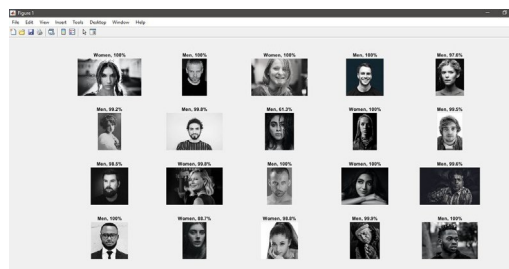 Figure 1
File Edit View Insert Tools Desktop Window Help
Women, 100% Men, 100% Women, 100% Men, 100% Men, 97.6%
Men, 99.2% Men, 99.8% Men, 61.3% Women, 100% Men, 99.5%
Men, 98.5% Women, 99.8% Men, 100% Women, 100% Men, 99.6%
Men, 100% Women, 88.7% Women, 99.8% Men, 99.9% Men, 100%